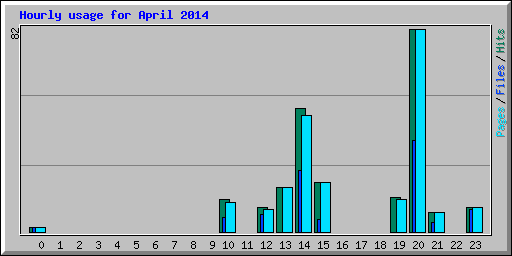 Hourly usage for April 2014
82
Pages/Files/Hits
0 1 2 3 4 5 6 7 8 9 10 11 12 13 14 15 16 17 18 19 20 21 22 23